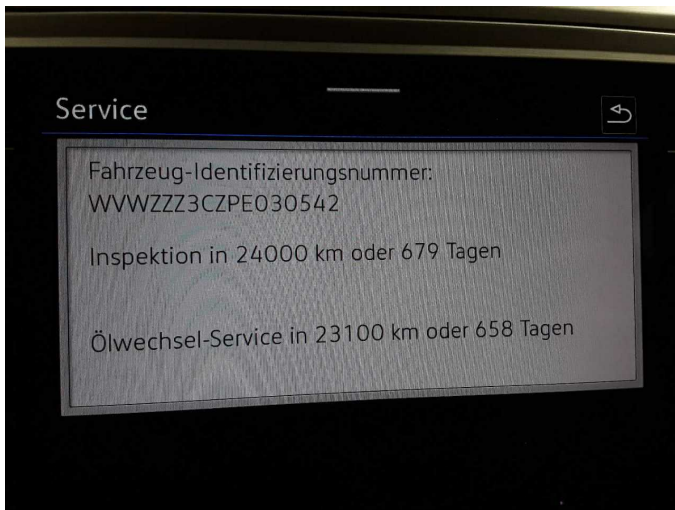 Service
Fahrzeug-Identifizierungsnummer:
WVWZZZ3CZPE030542
Inspektion in 24000 km oder 679 Tagen
Ölwechsel-Service in 23100 km oder 658 Tagen